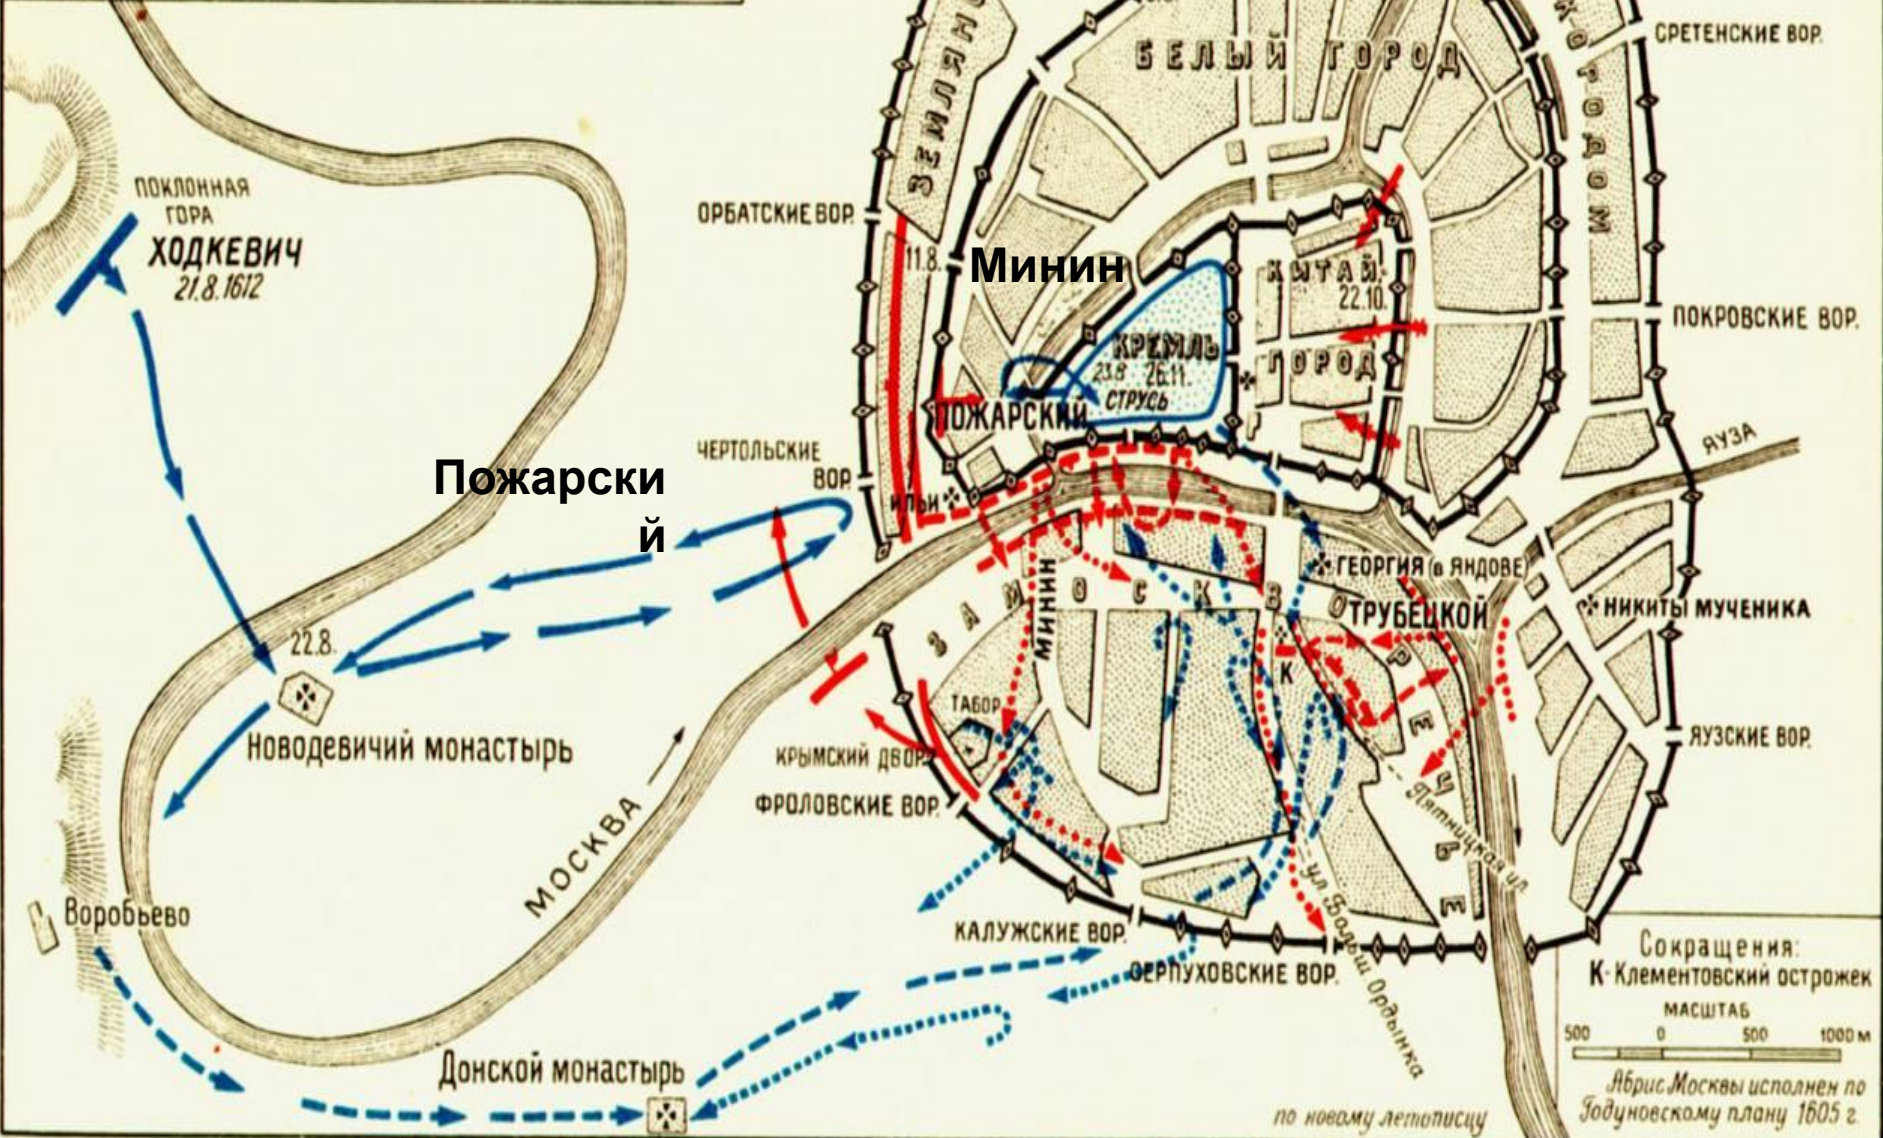 БЕЛЫЙ ГОРОД
СРЕТЕНСКИЕ ВОР.
ПОКЛОННАЯ
ГОРА
ХОДКЕВИЧ
21.8.1612
ОРБАТСКИЕ ВОР.
11.8.
Минин
КИТАЙ-
22.10.
ГОРОД
ПОКРОВСКИЕ ВОР.
КРЕМЛЬ
23.8 26.11.
СТРУСЬ
ПОЖАРСКИЙ
ЧЕРТОЛЬСКИЕ
ВОР.
Пожарски
й
ИЛЬИ
ЯУЗА
ГЕОРГИЯ (в ЯНДОВЕ)
ЗАМОСКВОРЕЧЬЕ
МИНИН
ТРУБЕЦКОЙ
НИКИТЫ МУЧЕНИКА
К
22.8.
Новодевичий монастырь
ТАБОР
КРЫМСКИЙ ДВОР
ФРОЛОВСКИЕ ВОР.
ЯУЗСКИЕ ВОР.
Пятницкая ул.
МОСКВА
Воробьево
ул. Больш. Ордынка
КАЛУЖСКИЕ ВОР.
СЕРПУХОВСКИЕ ВОР.
Донской монастырь
Сокращения:
К-Клементовский острожек
МАСШТАБ
500 0 500 1000 м
Абрис Москвы исполнен по
Годуновскому плану 1605 г.
по новому летописцу